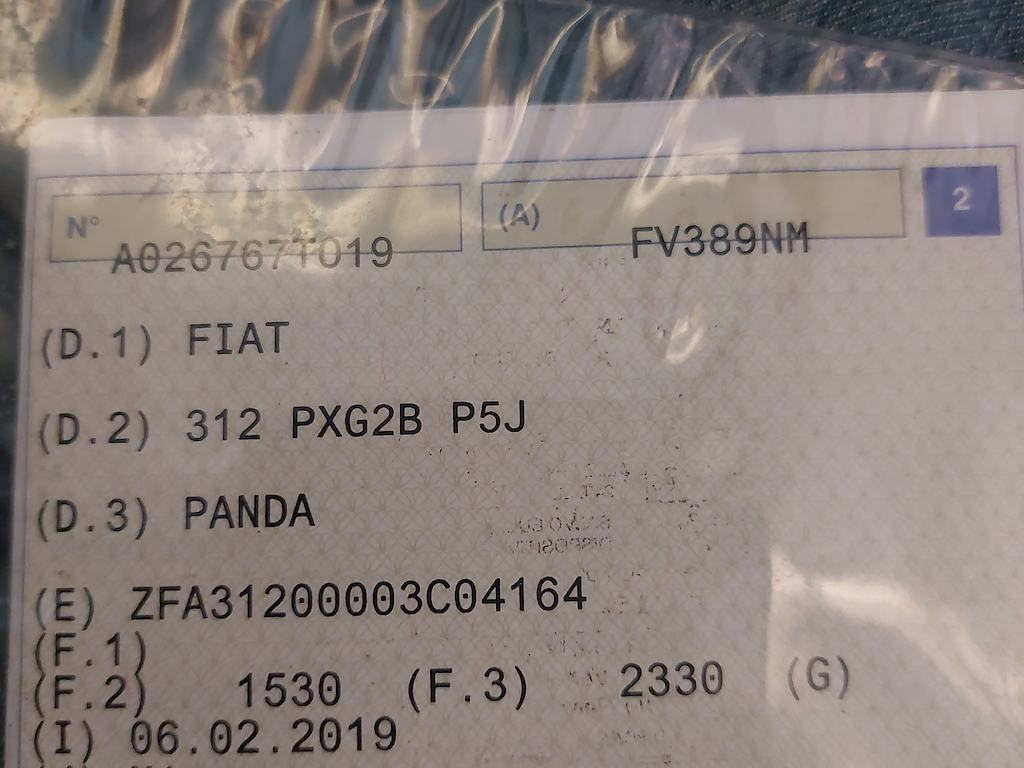 N° A026767T019 (A) FV389NM 2
(D.1) FIAT
(D.2) 312 PXG2B P5J
(D.3) PANDA
(E) ZFA31200003C04164
(F.1)
(F.2) 1530 (F.3) 2330 (G)
(I) 06.02.2019